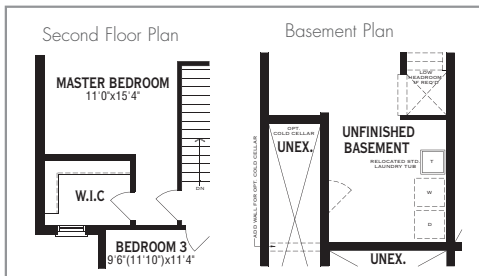 Second Floor Plan
MASTER BEDROOM
11'0"x15'4"
DN
W.I.C
BEDROOM 3
9'6"(11'10")x11'4"
Basement Plan
LOW
HEADROOM
IF REQ'D
OPT.
COLD CELLAR
UNEX.
UNFINISHED
BASEMENT
RELOCATED STD.
LAUNDRY TUB
T
W
D
ADD WALL FOR OPT. COLD CELLAR
UNEX.